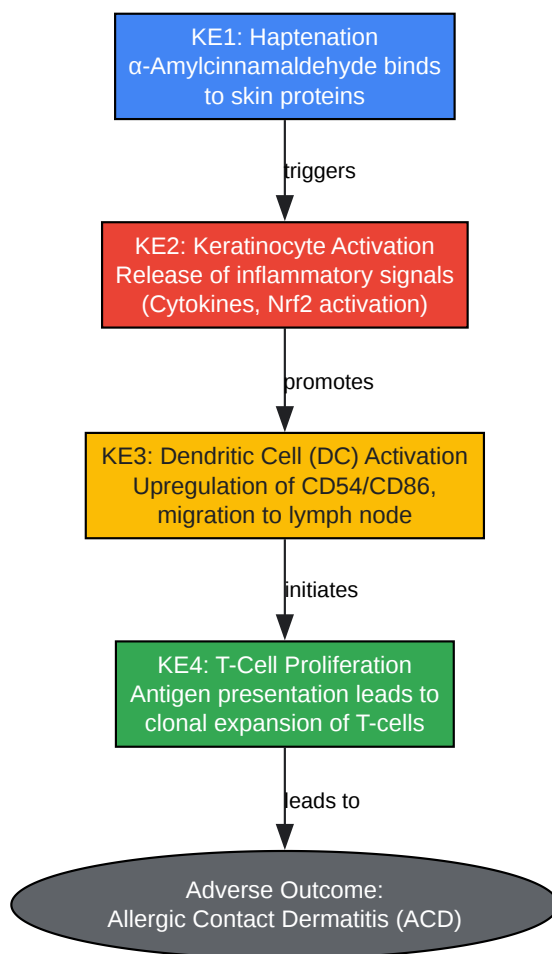 KE1: Haptenation
α-Amylcinnamaldehyde binds
to skin proteins
triggers
KE2: Keratinocyte Activation
Release of inflammatory signals
(Cytokines, Nrf2 activation)
promotes
KE3: Dendritic Cell (DC) Activation
Upregulation of CD54/CD86,
migration to lymph node
initiates
KE4: T-Cell Proliferation
Antigen presentation leads to
clonal expansion of T-cells
leads to
Adverse Outcome:
Allergic Contact Dermatitis (ACD)